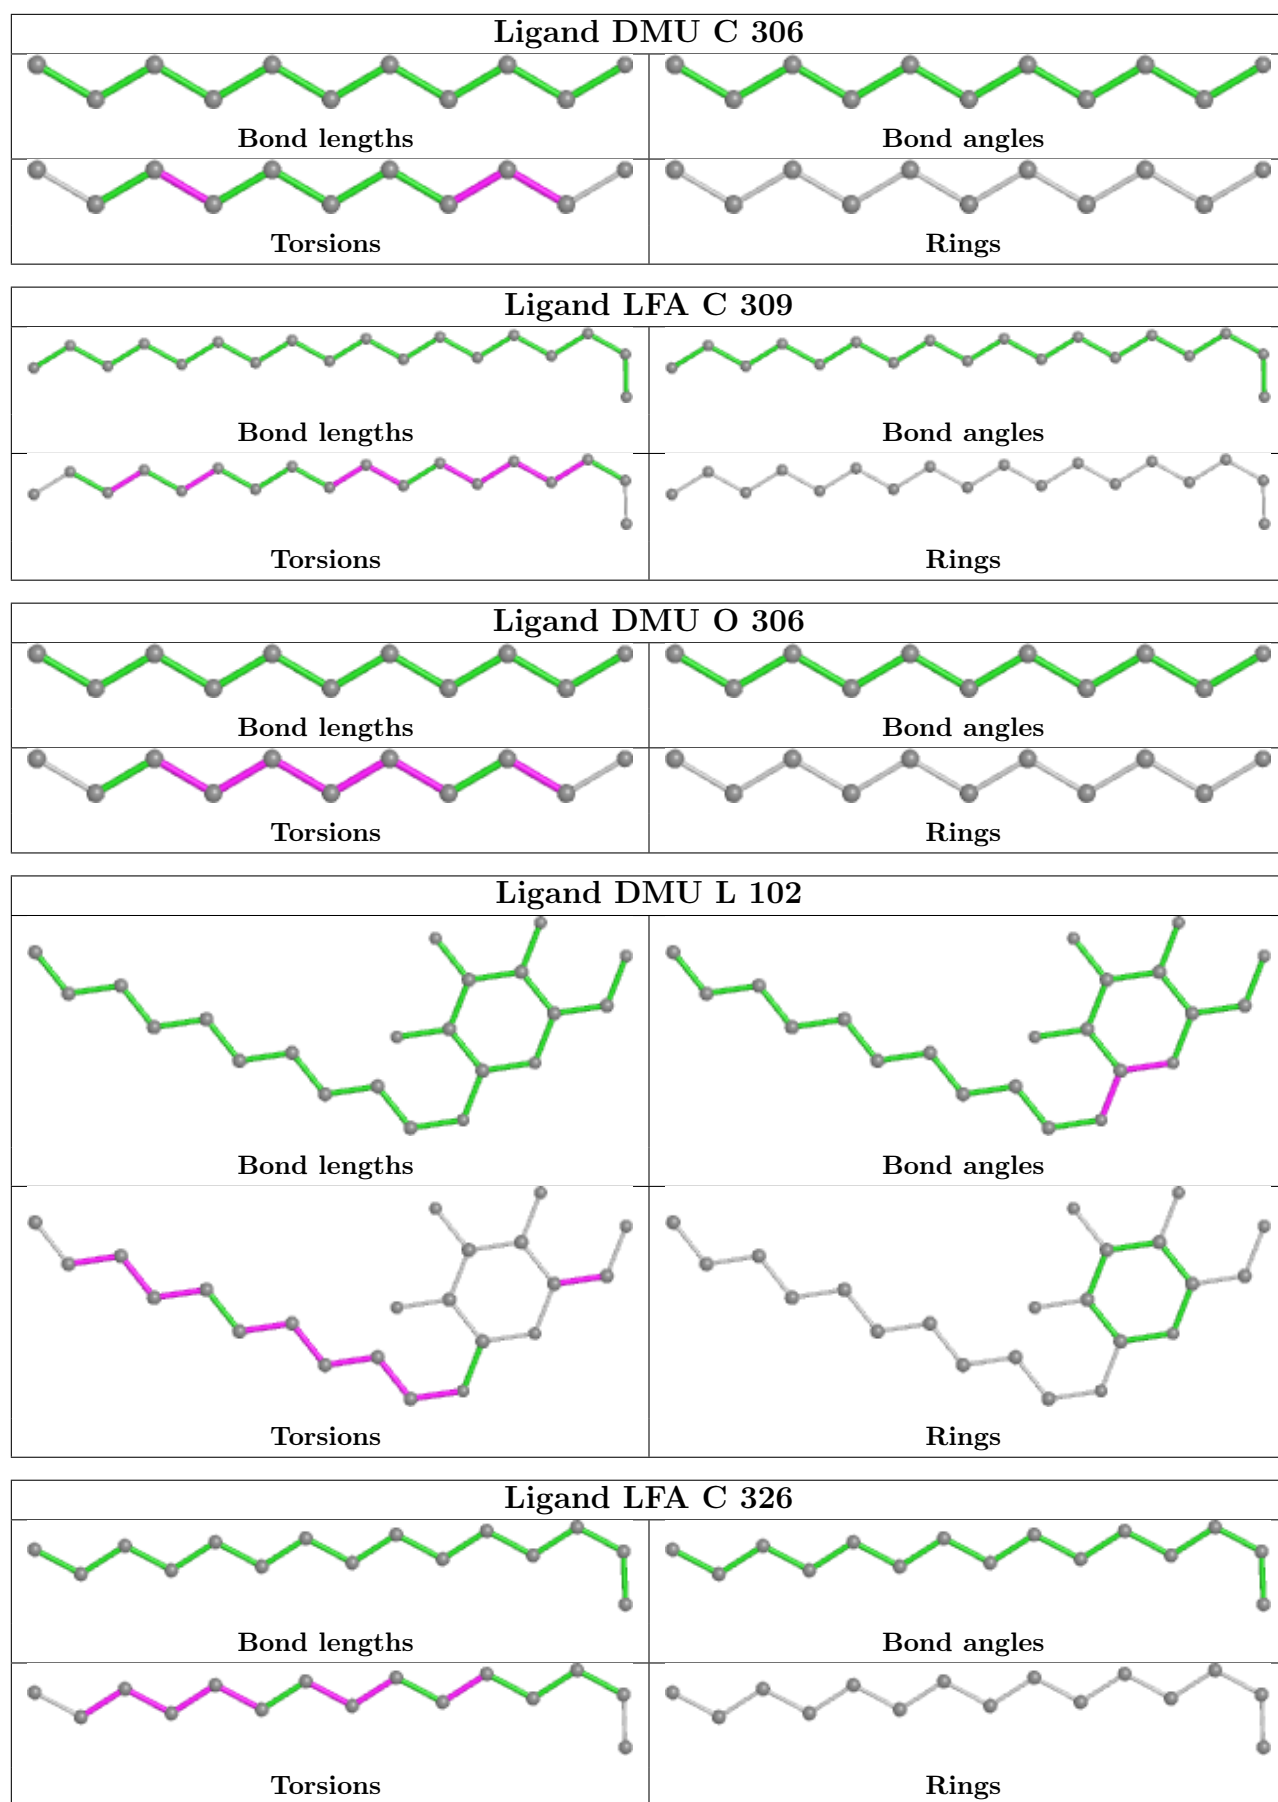 Ligand DMU C 306
Bond lengths
Bond angles
Torsions
Rings
Ligand LFA C 309
Bond lengths
Bond angles
Torsions
Rings
Ligand DMU O 306
Bond lengths
Bond angles
Torsions
Rings
Ligand DMU L 102
Bond lengths
Bond angles
Torsions
Rings
Ligand LFA C 326
Bond lengths
Bond angles
Torsions
Rings